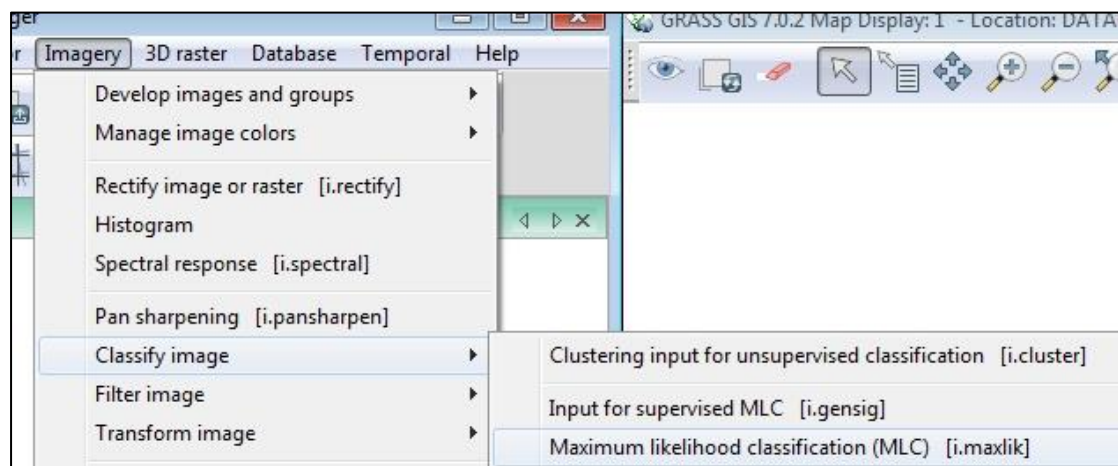 GRASS GIS 7.0.2 Map Display: 1 - Location: DATA
Imagery 3D raster Database Temporal Help
Develop images and groups
Manage image colors
Rectify image or raster [i.rectify]
Histogram
Spectral response [i.spectral]
Pan sharpening [i.pansharpen]
Classify image
Clustering input for unsupervised classification [i.cluster]
Filter image
Input for supervised MLC [i.gensig]
Transform image
Maximum likelihood classification (MLC) [i.maxlik]